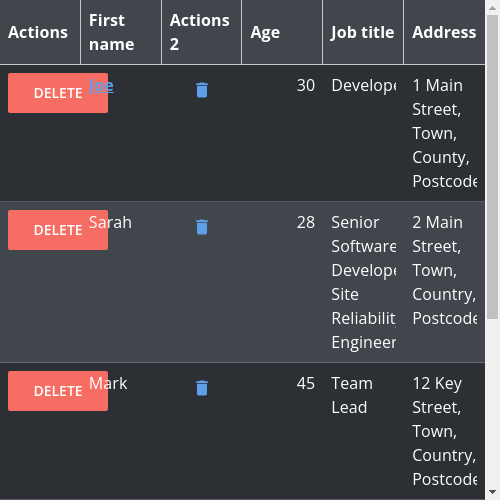 Actions
First
name
Actions
2
Age
Job title
Address
DELETE
Joe
30
Develope
1 Main
Street,
Town,
County,
Postcode
DELETE
Sarah
28
Senior
Software
Develope
Site
Reliabilit
Engineer
2 Main
Street,
Town,
Country,
Postcode
DELETE
Mark
45
Team
Lead
12 Key
Street,
Town,
Country,
Postcode